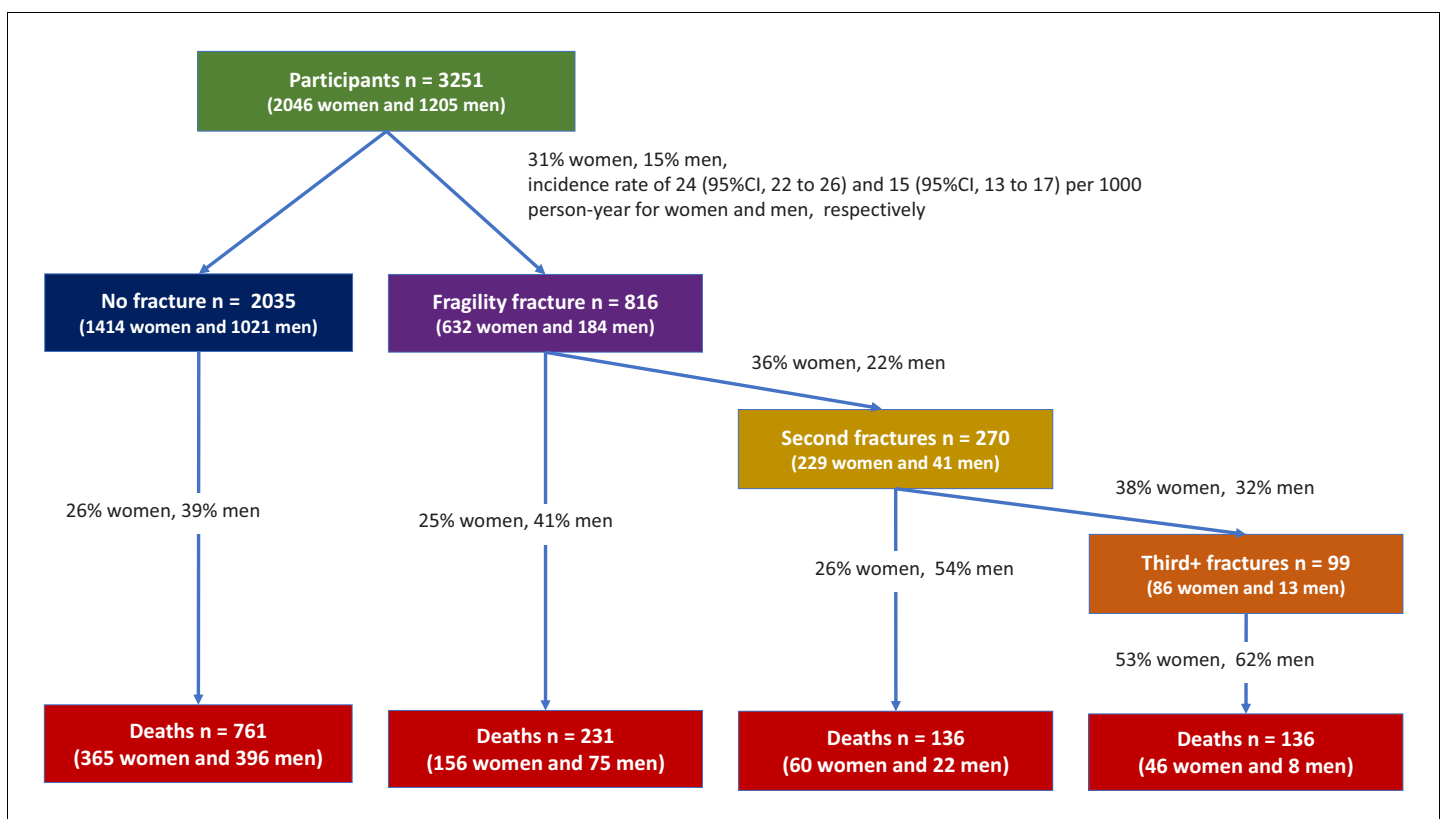 Participants n = 3251
(2046 women and 1205 men)
31% women, 15% men,
incidence rate of 24 (95%CI, 22 to 26) and 15 (95%CI, 13 to 17) per 1000
person-year for women and men, respectively
No fracture n = 2035
(1414 women and 1021 men)
Fragility fracture n = 816
(632 women and 184 men)
36% women, 22% men
Second fractures n = 270
(229 women and 41 men)
38% women, 32% men
26% women, 39% men
25% women, 41% men
26% women, 54% men
Third+ fractures n = 99
(86 women and 13 men)
53% women, 62% men
Deaths n = 761
(365 women and 396 men)
Deaths n = 231
(156 women and 75 men)
Deaths n = 136
(60 women and 22 men)
Deaths n = 136
(46 women and 8 men)